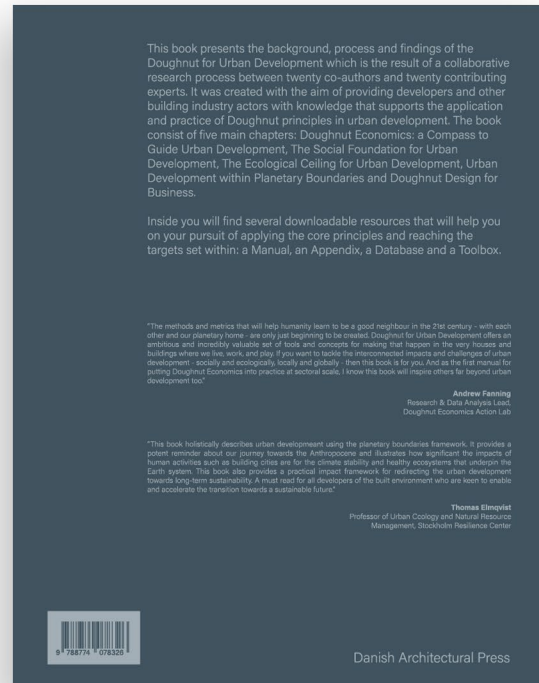 This book presents the background, process and findings of the
Doughnut for Urban Development which is the result of a collaborative
research process between twenty co-authors and twenty contributing
experts. It was created with the aim of providing developers and other
building industry actors with knowledge that supports the application
and practice of Doughnut principles in urban development. The book
consist of five main chapters: Doughnut Economics: a Compass to
Guide Urban Development, The Social Foundation for Urban
Development, The Ecological Ceiling for Urban Development, Urban
Development within Planetary Boundaries and Doughnut Design for
Business.
Inside you will find several downloadable resources that will help you
on your pursuit of applying the core principles and reaching the
targets set within: a Manual, an Appendix, a Database and a Toolbox.
"The methods and metrics that will help humanity learn to be a good neighbour in the 21st century - with each
other and our planetary home - are only just beginning to be created. Doughnut for Urban Development offers an
ambitious and incredibly valuable set of tools and concepts for making that happen in the very houses and
buildings where we live, work, and play. If you want to tackle the interconnected impacts and challenges of urban
development - socially and ecologically, locally and globally - then this book is for you. And as the first manual for
putting Doughnut Economics into practice at sectoral scale, I know this book will inspire others far beyond urban
development too."
Andrew Fanning
Research & Data Analysis Lead,
Doughnut Economics Action Lab
"This book holistically describes urban developmeant using the planetary boundaries framework. It provides a
potent reminder about our journey towards the Anthropocene and illustrates how significant the impacts of
human activities such as building cities are for the climate stability and healthy ecosystems that underpin the
Earth system. This book also provides a practical impact framework for redirecting the urban development
towards long-term sustainability. A must read for all developers of the built environment who are keen to enable
and accelerate the transition towards a sustainable future."
Thomas Elmqvist
Professor of Urban Ccology and Natural Resource
Management, Stockholm Resilience Center
9 788774 078326
Danish Architectural Press